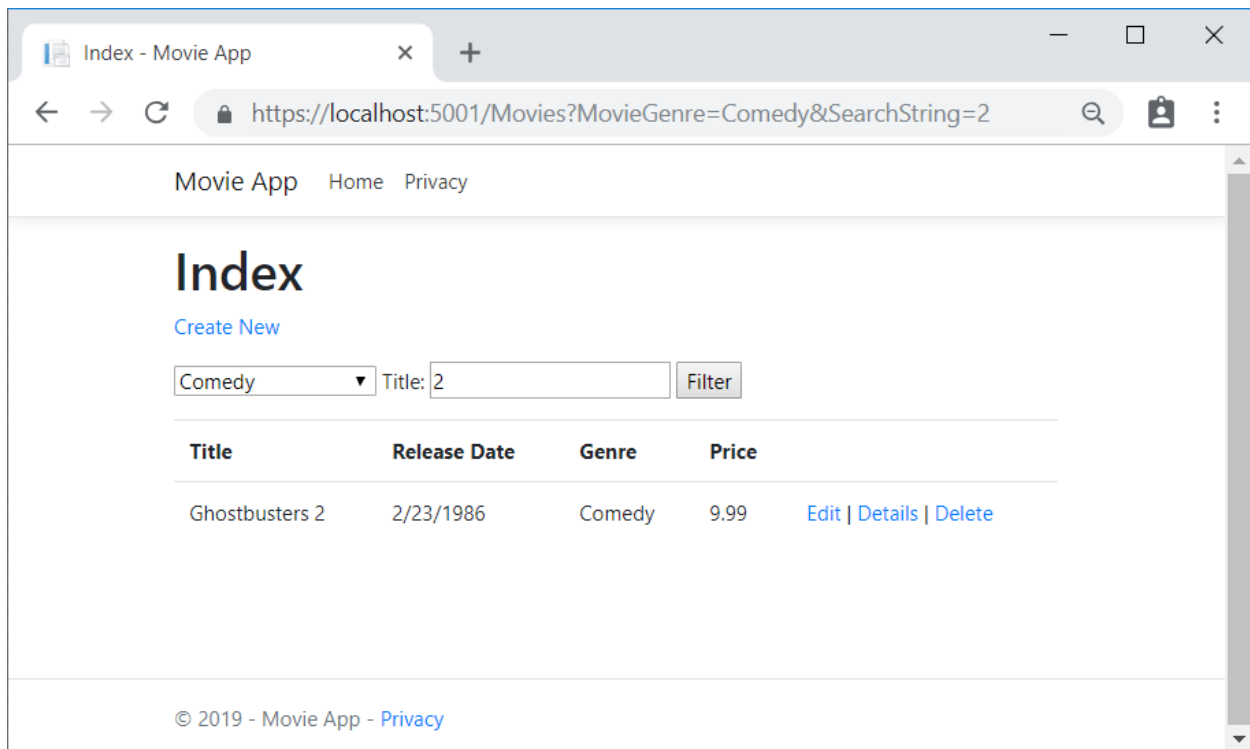 Index - Movie App
https://localhost:5001/Movies?MovieGenre=Comedy&SearchString=2
Movie App Home Privacy
Index
Create New
Comedy Title: 2 Filter
Title Release Date Genre Price
Ghostbusters 2 2/23/1986 Comedy 9.99 Edit | Details | Delete
© 2019 - Movie App - Privacy